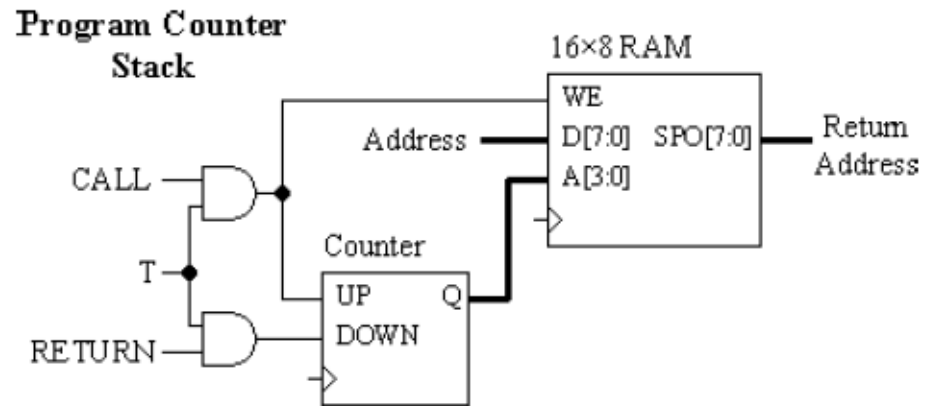 Program Counter
Stack
16×8 RAM
WE
Address
D[7:0]
SPO[7:0]
Return
Address
A[3:0]
CALL
T
RETURN
Counter
UP
Q
DOWN